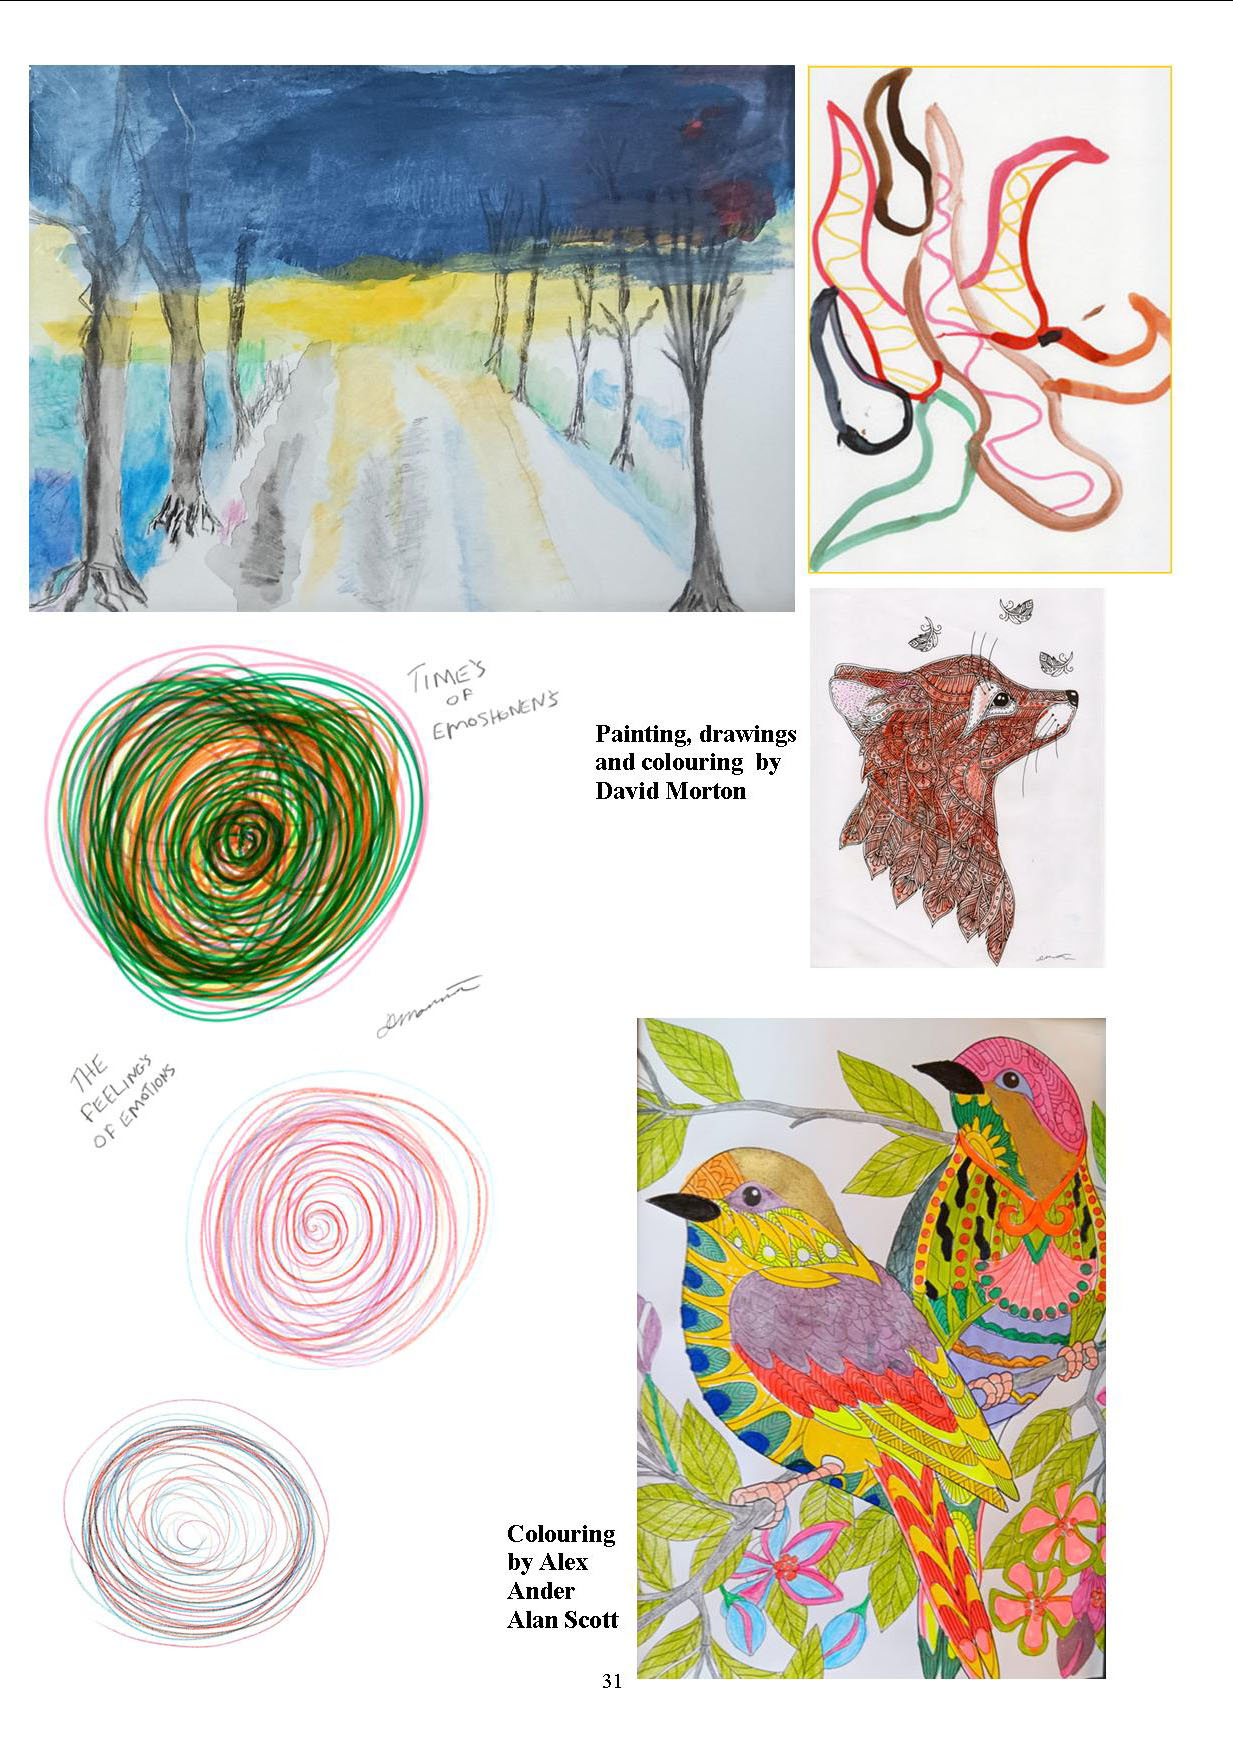 TIME'S
OF
EMOSHONEN'S
Painting, drawings
and colouring by
David Morton
THE
FEELING'S
OF EMOTIONS
Colouring
by Alex
Ander
Alan Scott
31